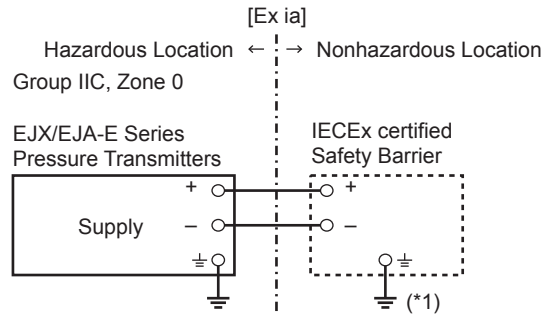 [Ex ia]
Hazardous Location ← → Nonhazardous Location
Group IIC, Zone 0
EJX/EJA-E Series
Pressure Transmitters
IECEx certified
Safety Barrier
+
Supply
–
+
–
(*1)